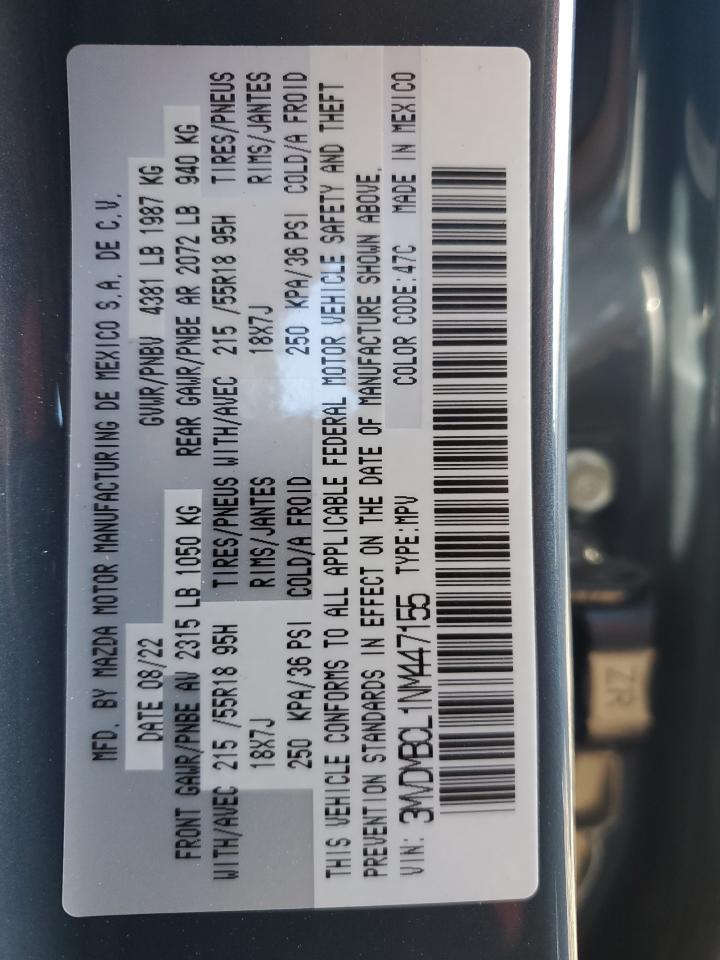 MFD. BY MAZDA MOTOR MANUFACTURING DE MEXICO S.A. DE C.V.
DATE 08/22 GVWR/PNBV 4381 LB 1987 KG
FRONT GAWR/PNBE AV 2315 LB 1050 KG REAR GAWR/PNBE AR 2072 LB 940 KG
WITH/AVEC 215 /55R18 95H TIRES/PNEUS WITH/AVEC 215 /55R18 95H TIRES/PNEUS
18X7J RIMS/JANTES 18X7J RIMS/JANTES
250 KPA/36 PSI COLD/A FROID 250 KPA/36 PSI COLD/A FROID
THIS VEHICLE CONFORMS TO ALL APPLICABLE FEDERAL MOTOR VEHICLE SAFETY AND THEFT
PREVENTION STANDARDS IN EFFECT ON THE DATE OF MANUFACTURE SHOWN ABOVE.
VIN: 3MVDMBCL1NM447155 TYPE:MPV COLOR CODE:47C MADE IN MEXICO
ZR